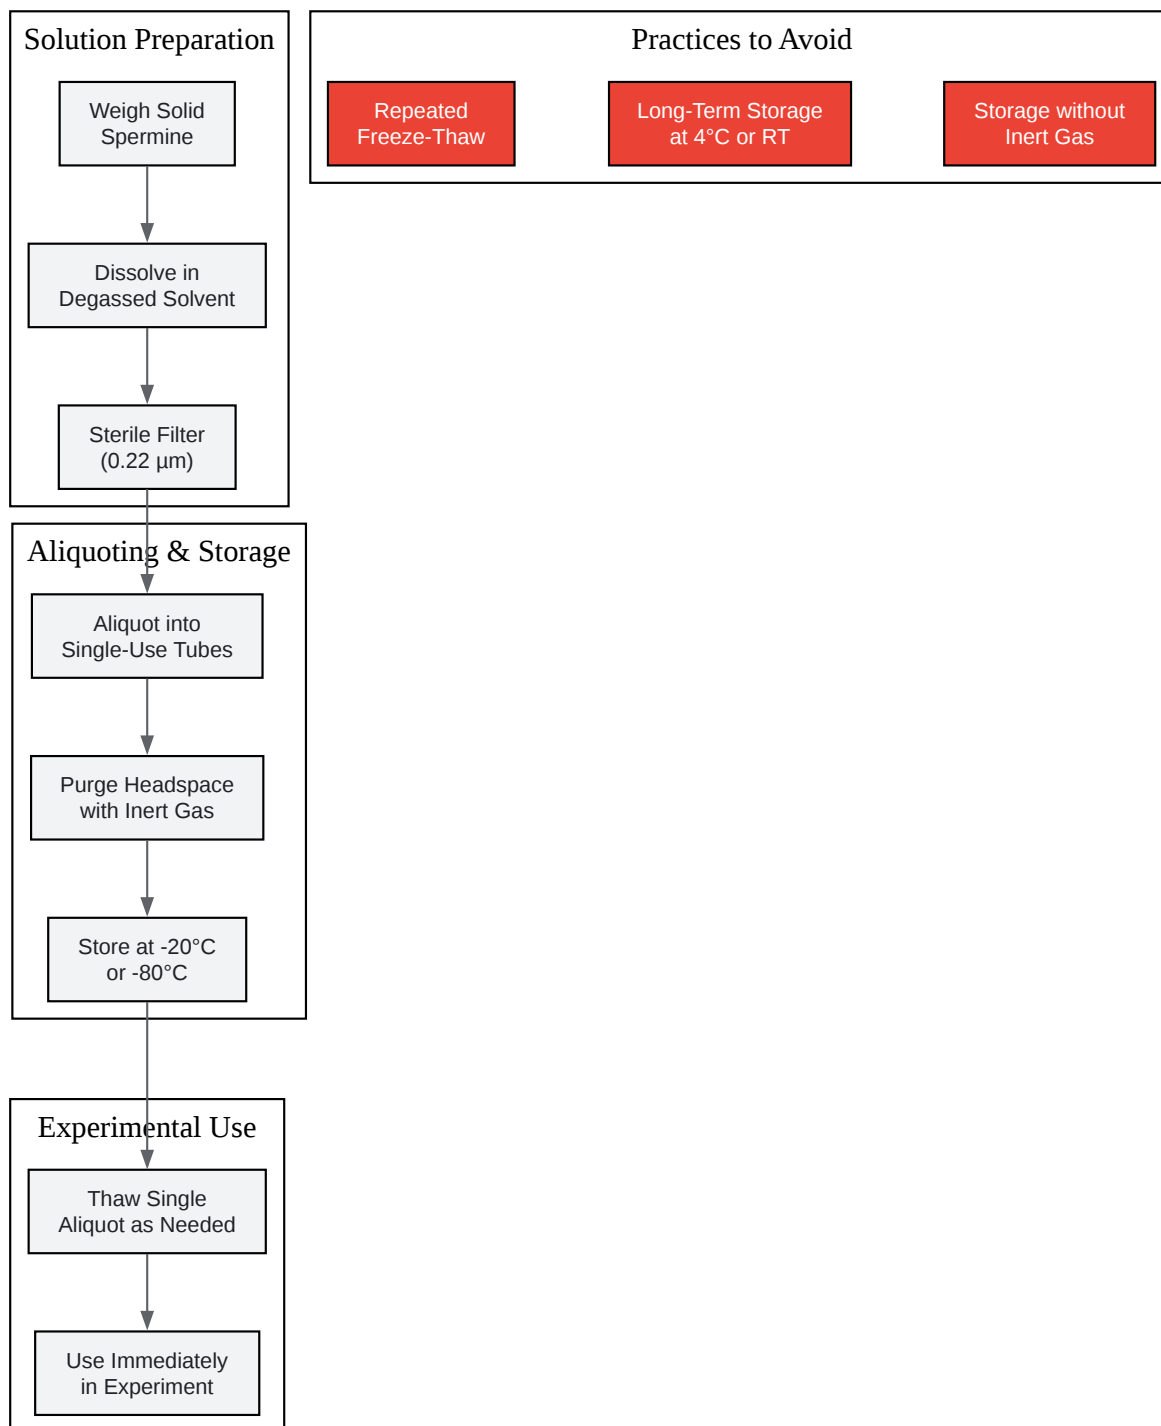 Solution Preparation
Weigh Solid
Spermine
Dissolve in
Degassed Solvent
Sterile Filter
(0.22 µm)
Aliquoting & Storage
Aliquot into
Single-Use Tubes
Purge Headspace
with Inert Gas
Store at -20°C
or -80°C
Experimental Use
Thaw Single
Aliquot as Needed
Use Immediately
in Experiment
Practices to Avoid
Repeated
Freeze-Thaw
Long-Term Storage
at 4°C or RT
Storage without
Inert Gas